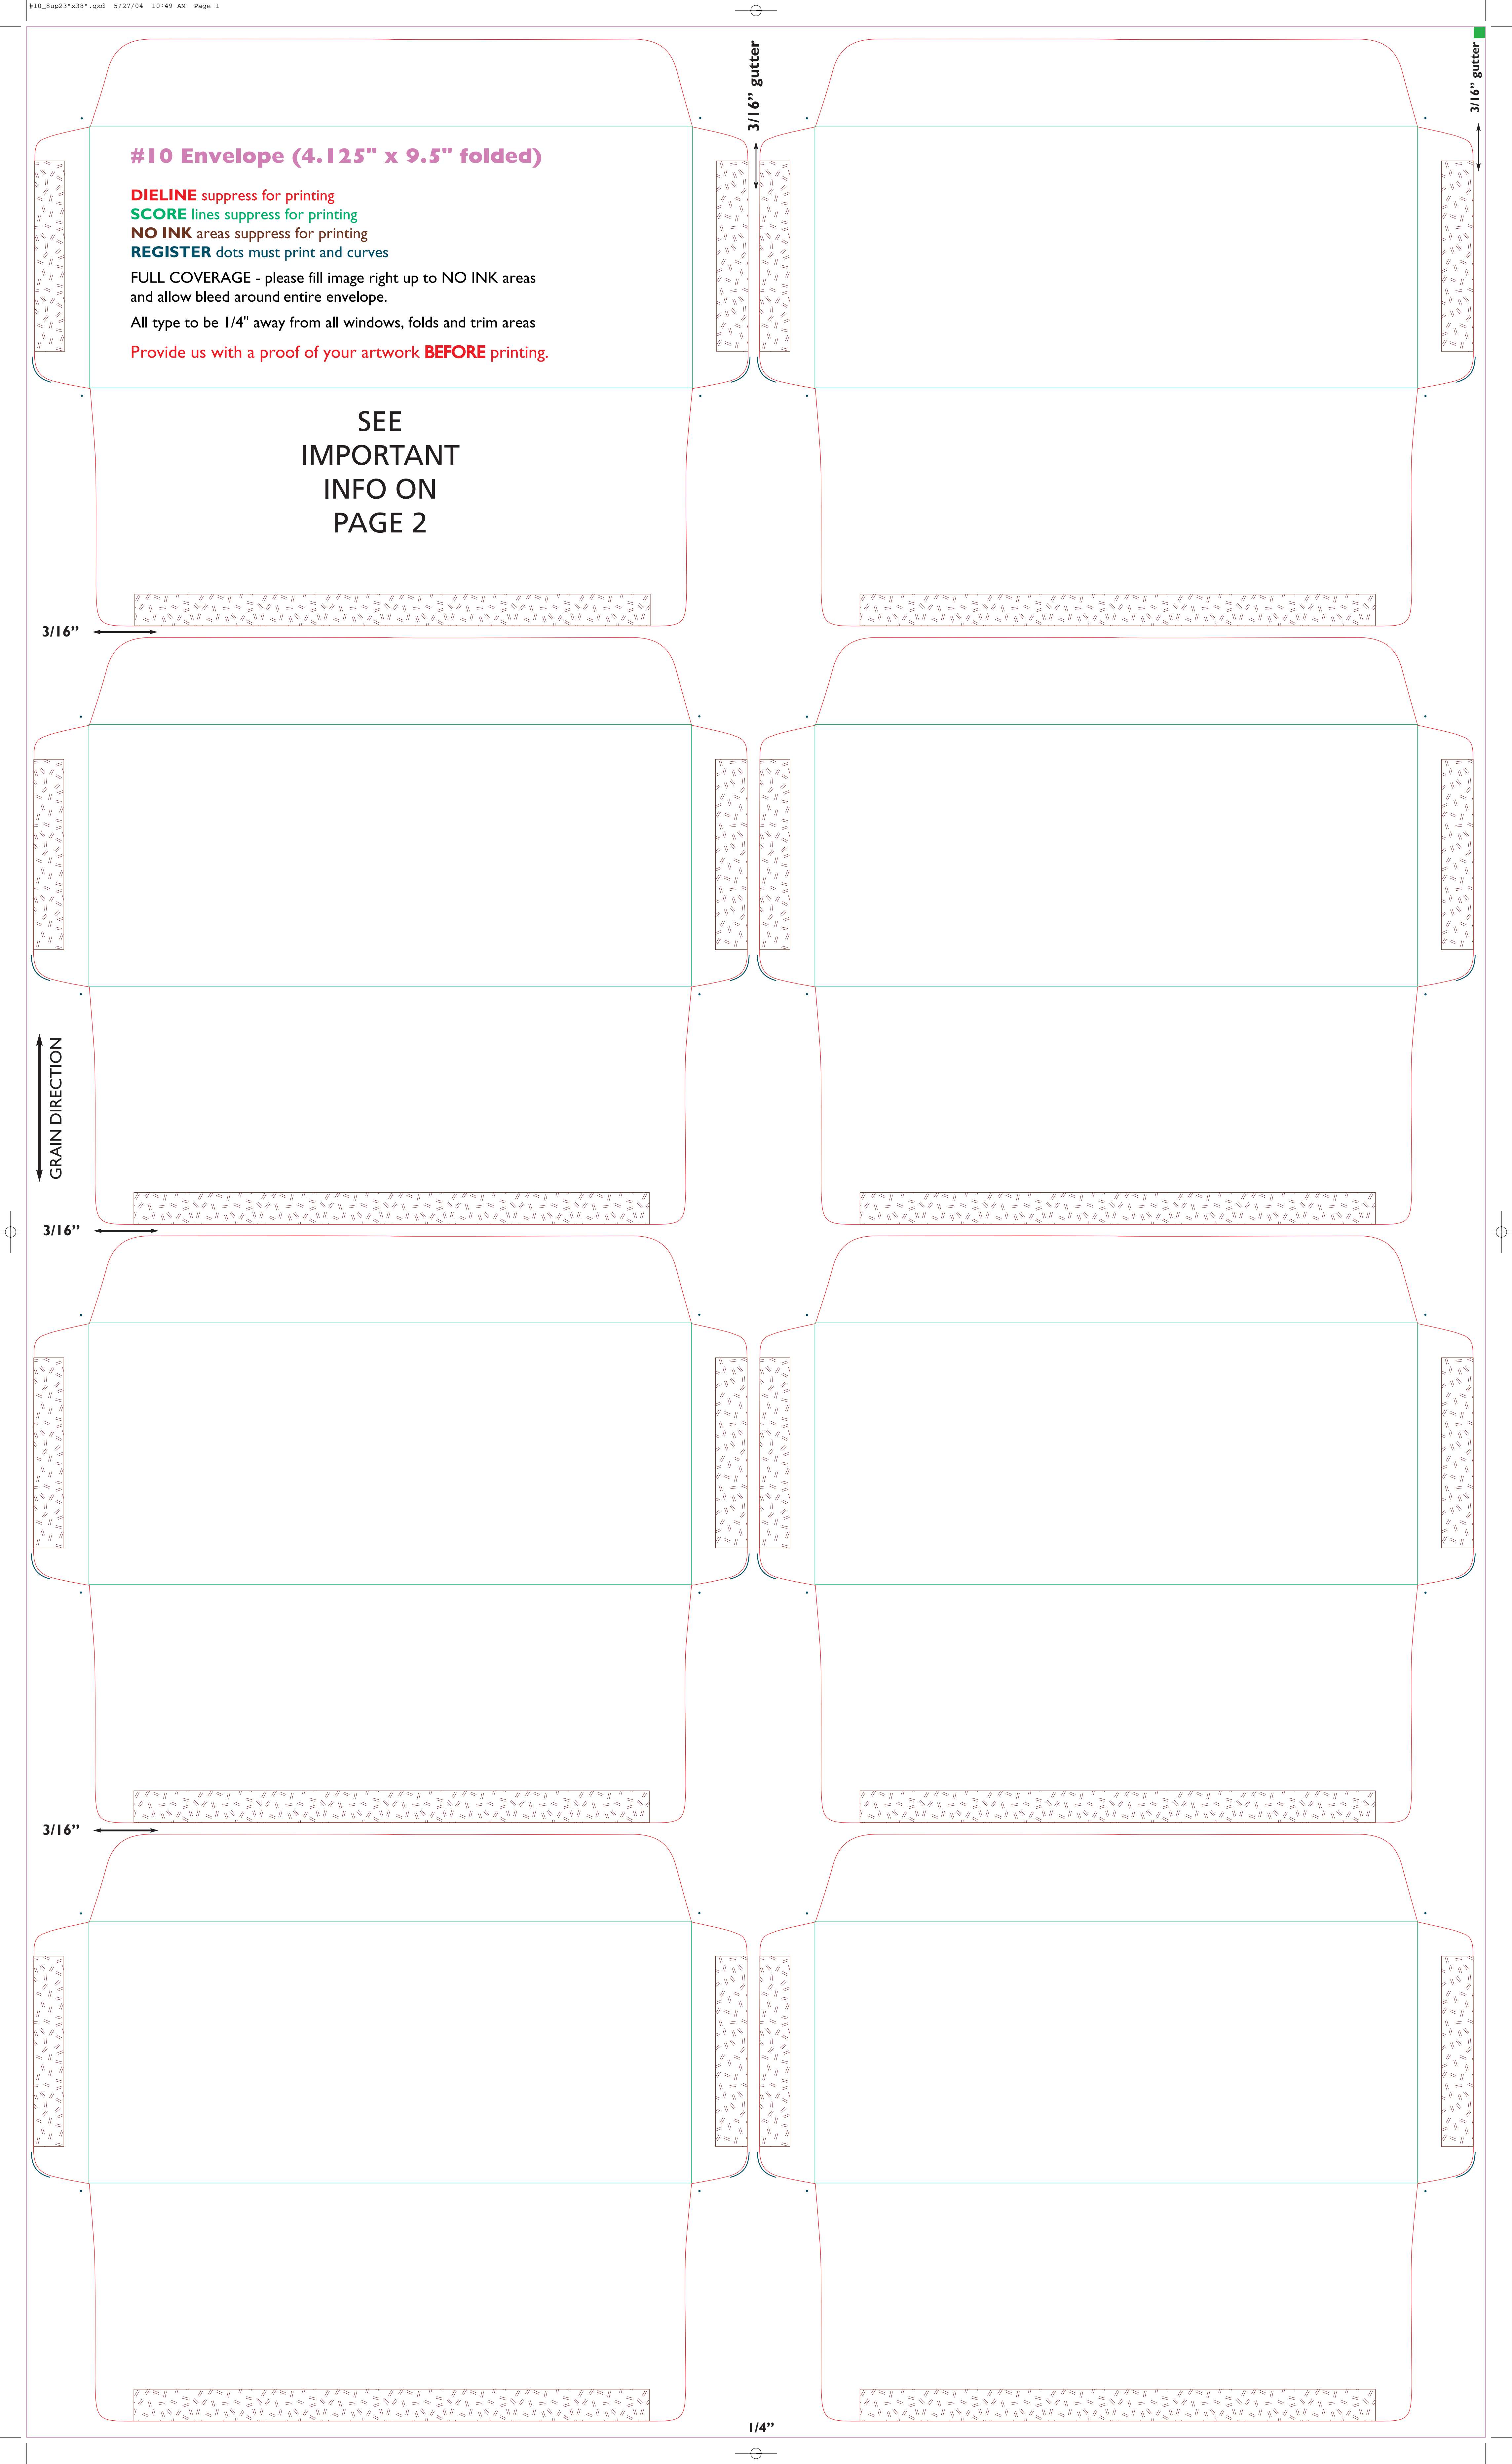 #10_8up23"x38".qxd 5/27/04 10:49 AM Page 1
3/16” gutter
3/16” gutter
#10 Envelope (4.125" x 9.5" folded)
DIELINE suppress for printing
SCORE lines suppress for printing
NO INK areas suppress for printing
REGISTER dots must print and curves
FULL COVERAGE - please fill image right up to NO INK areas
and allow bleed around entire envelope.
All type to be 1/4" away from all windows, folds and trim areas
Provide us with a proof of your artwork BEFORE printing.
SEE
IMPORTANT
INFO ON
PAGE 2
3/16”
GRAIN DIRECTION
3/16”
3/16”
1/4”